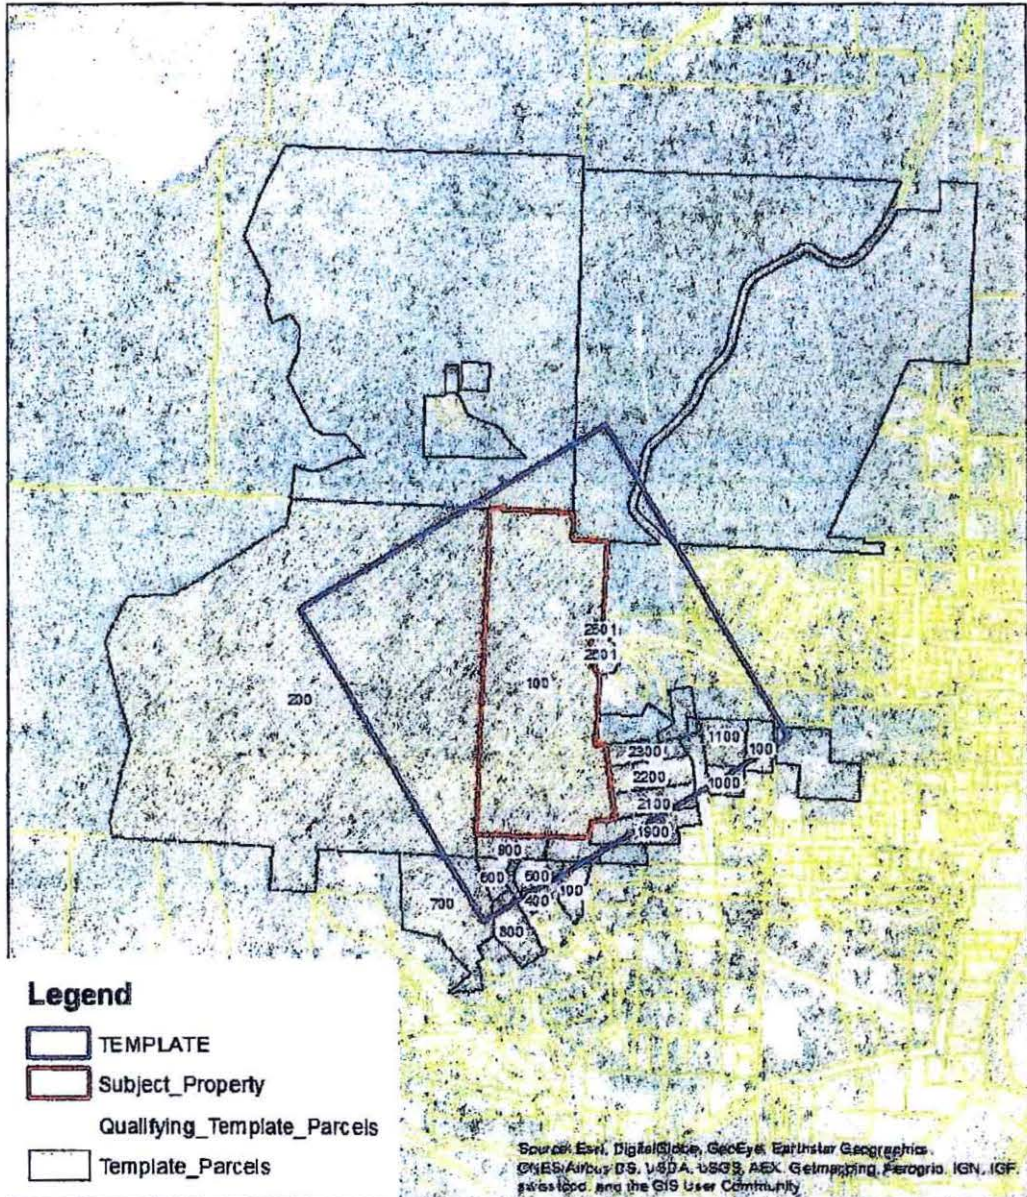 2501
2601
100
200
2300
1100
100
2200
1000
2100
1900
900
600
500
100
700
400
800
Legend
TEMPLATE
Subject_Property
Qualifying_Template_Parcels
Template_Parcels
Source: Esri, DigitalGlobe, GeoEye, Earthstar Geographics,
CNES/Airbus DS, USDA, USGS, AEX, Getmapping, Aerogrid, IGN, IGP,
swisstopo, and the GIS User Community